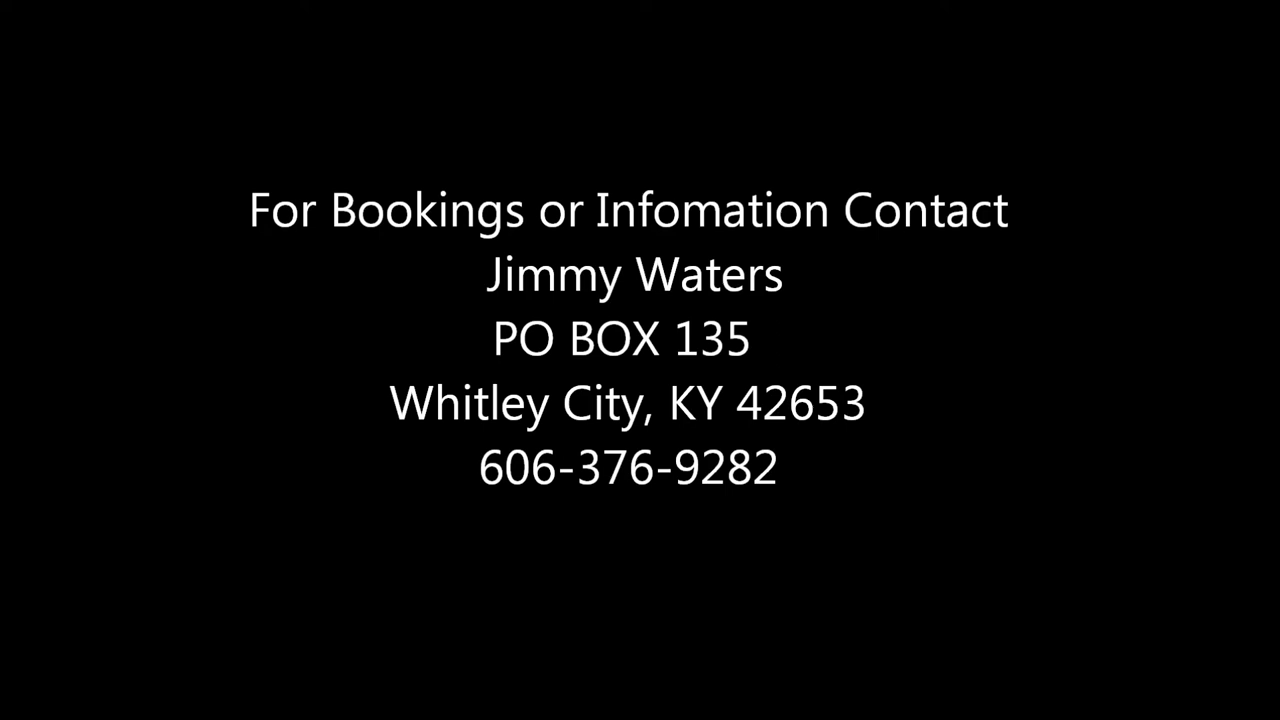 For Bookings or Infomation Contact
Jimmy Waters
PO BOX 135
Whitley City, KY 42653
606-376-9282